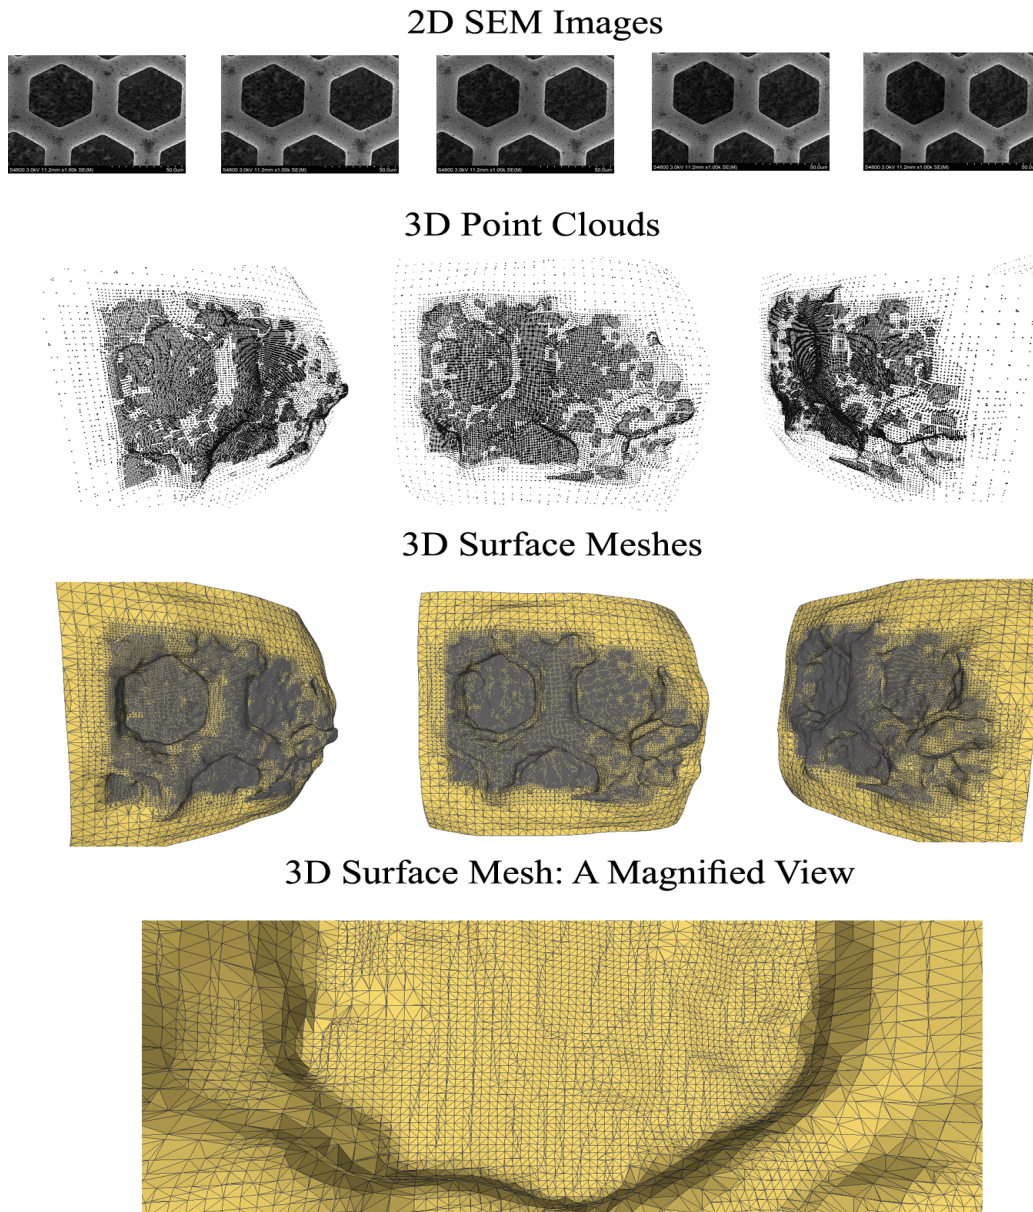 2D SEM Images
S4800 3.0kV 11.2mm x1.00k SE(M) 50.0um
S4800 3.0kV 11.2mm x1.00k SE(M) 50.0um
S4800 3.0kV 11.2mm x1.00k SE(M) 50.0um
S4800 3.0kV 11.2mm x1.00k SE(M) 50.0um
S4800 3.0kV 11.2mm x1.00k SE(M) 50.0um
3D Point Clouds
3D Surface Meshes
3D Surface Mesh: A Magnified View